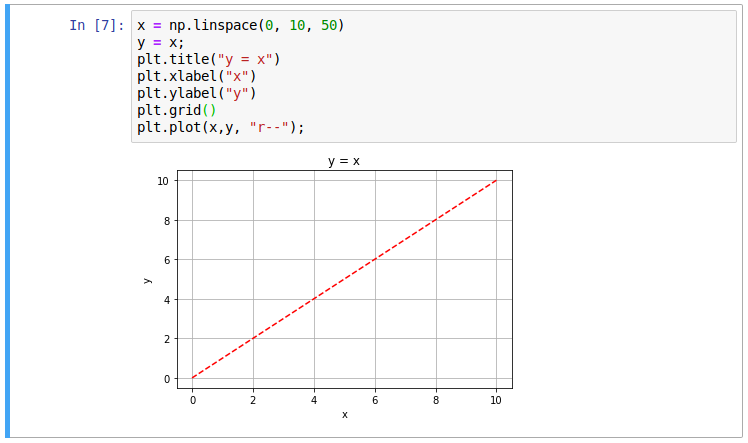 In [7]: x = np.linspace(0, 10, 50)
y = x;
plt.title("y = x")
plt.xlabel("x")
plt.ylabel("y")
plt.grid()
plt.plot(x,y, "r--");
y = x
10
8
6
4
2
0
y
0 2 4 6 8 10
x